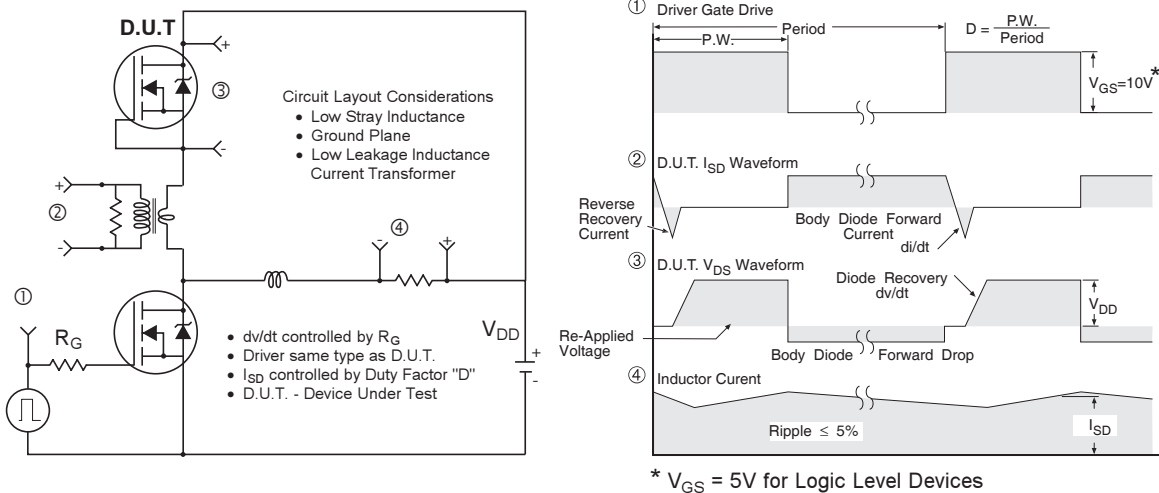 D.U.T
+
③
-
Circuit Layout Considerations
• Low Stray Inductance
• Ground Plane
• Low Leakage Inductance
Current Transformer
+
②
-
-
④
+
①
R_G
V_DD
+
-
• dv/dt controlled by R_G
• Driver same type as D.U.T.
• I_SD controlled by Duty Factor "D"
• D.U.T. - Device Under Test
① Driver Gate Drive
Period
P.W.
D = P.W. / Period
V_GS=10V*
② D.U.T. I_SD Waveform
Reverse
Recovery
Current
Body Diode Forward
Current
di/dt
③ D.U.T. V_DS Waveform
Diode Recovery
dv/dt
V_DD
Re-Applied
Voltage
Body Diode Forward Drop
④ Inductor Curent
Ripple ≤ 5%
I_SD
* V_GS = 5V for Logic Level Devices